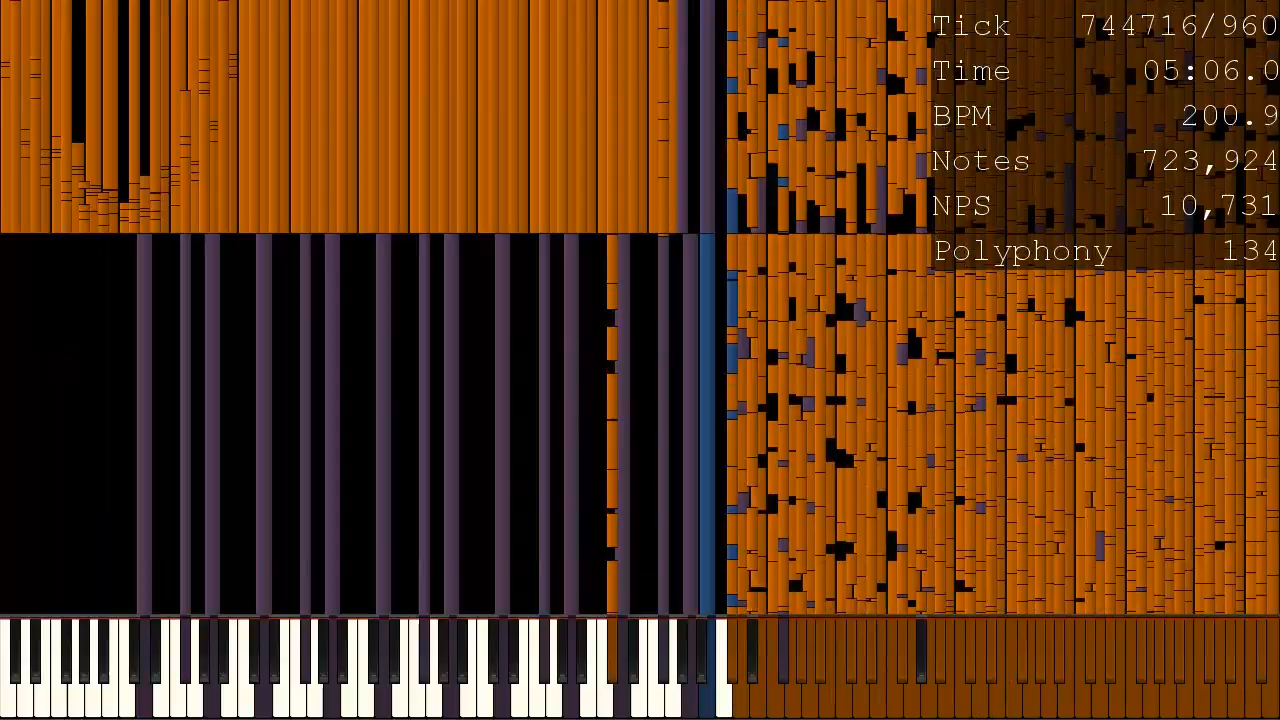 Tick 744716/960
Time 05:06.0
BPM 200.9
Notes 723,924
NPS 10,731
Polyphony 134